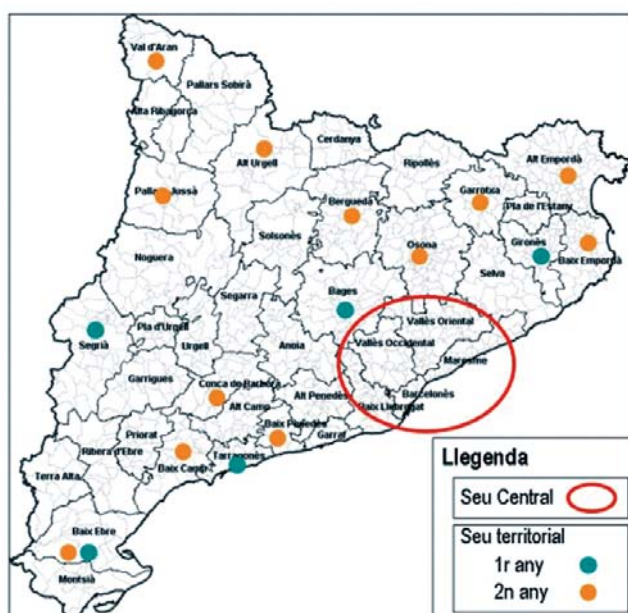 Val d'Aran
Pallars Sobirà
Alta Ribagorça
Cerdanya
Alt Urgell
Ripollès
Alt Empordà
Pallars Jussà
Berguedà
Garrotxa
Pla de l'Estany
Solsonès
Osona
Gironès
Baix Empordà
Noguera
Selva
Segarra
Bages
Vallès Oriental
Pla d'Urgell
Segrià
Urgell
Anoia
Vallès Occidental
Maresme
Garrigues
Conca de Barberà
Alt Penedès
Barcelonès
Alt Camp
Baix Llobregat
Baix Penedès
Garraf
Priorat
Ribera d'Ebre
Tarragonès
Baix Camp
Terra Alta
Baix Ebre
Montsià
Llegenda
Seu Central
Seu territorial
1r any
2n any